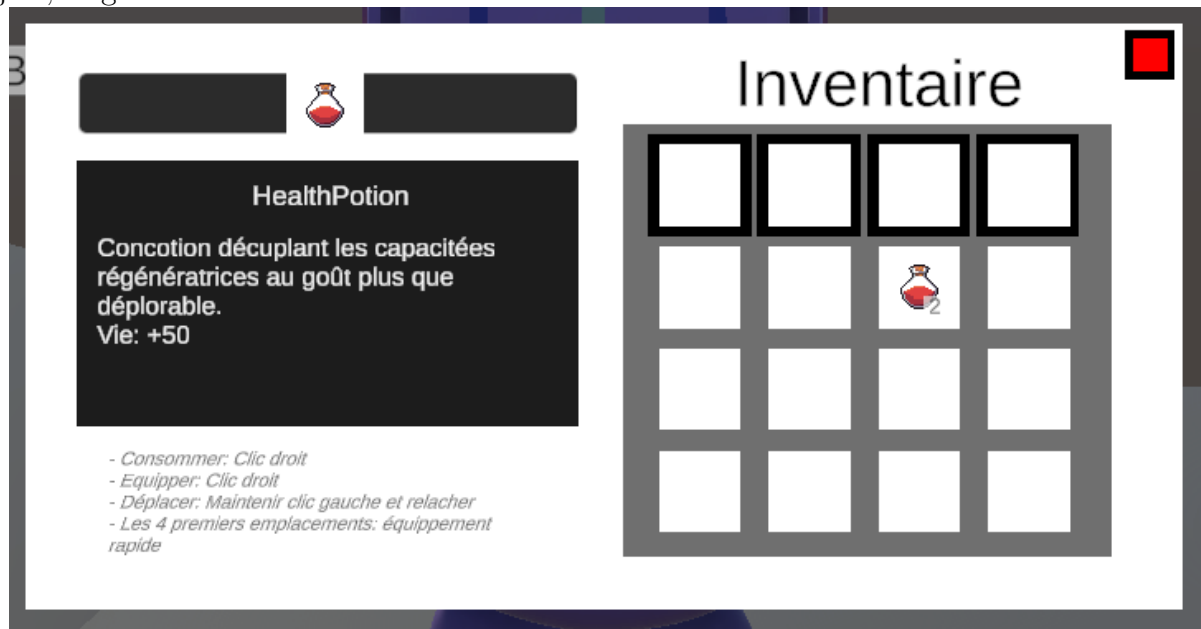 Inventaire
HealthPotion
Concotion décuplant les capacitées
régénératrices au goût plus que
déplorable.
Vie: +50
2
- Consommer: Clic droit
- Equipper: Clic droit
- Déplacer: Maintenir clic gauche et relacher
- Les 4 premiers emplacements: équippement
rapide